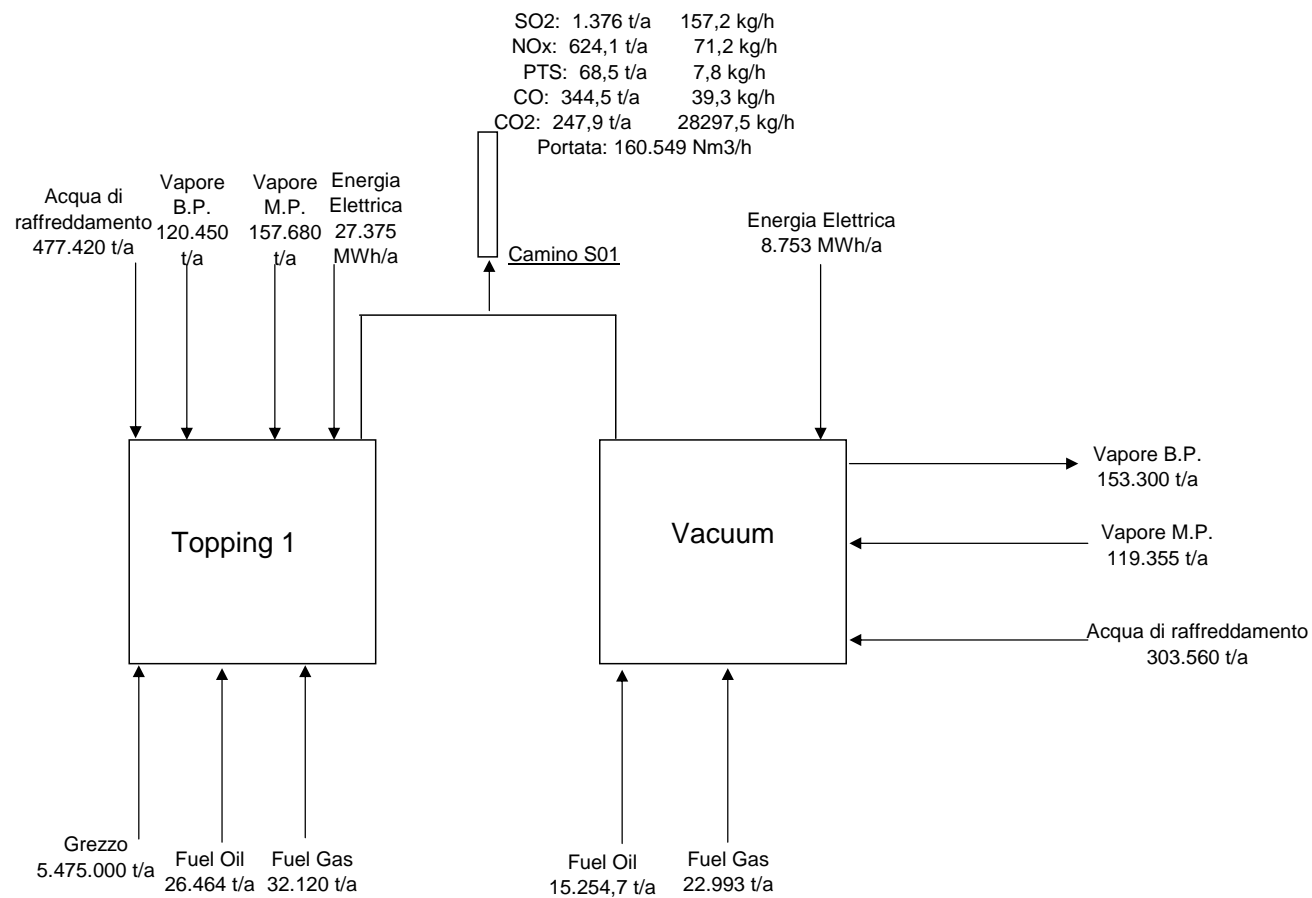 SO2: 1.376 t/a 157,2 kg/h
NOx: 624,1 t/a 71,2 kg/h
PTS: 68,5 t/a 7,8 kg/h
CO: 344,5 t/a 39,3 kg/h
CO2: 247,9 t/a 28297,5 kg/h
Portata: 160.549 Nm3/h
Acqua di
raffreddamento
477.420 t/a
Vapore
B.P.
120.450
t/a
Vapore
M.P.
157.680
t/a
Energia
Elettrica
27.375
MWh/a
Camino S01
Energia Elettrica
8.753 MWh/a
Topping 1
Vacuum
Vapore B.P.
153.300 t/a
Vapore M.P.
119.355 t/a
Acqua di raffreddamento
303.560 t/a
Grezzo
5.475.000 t/a
Fuel Oil
26.464 t/a
Fuel Gas
32.120 t/a
Fuel Oil
15.254,7 t/a
Fuel Gas
22.993 t/a